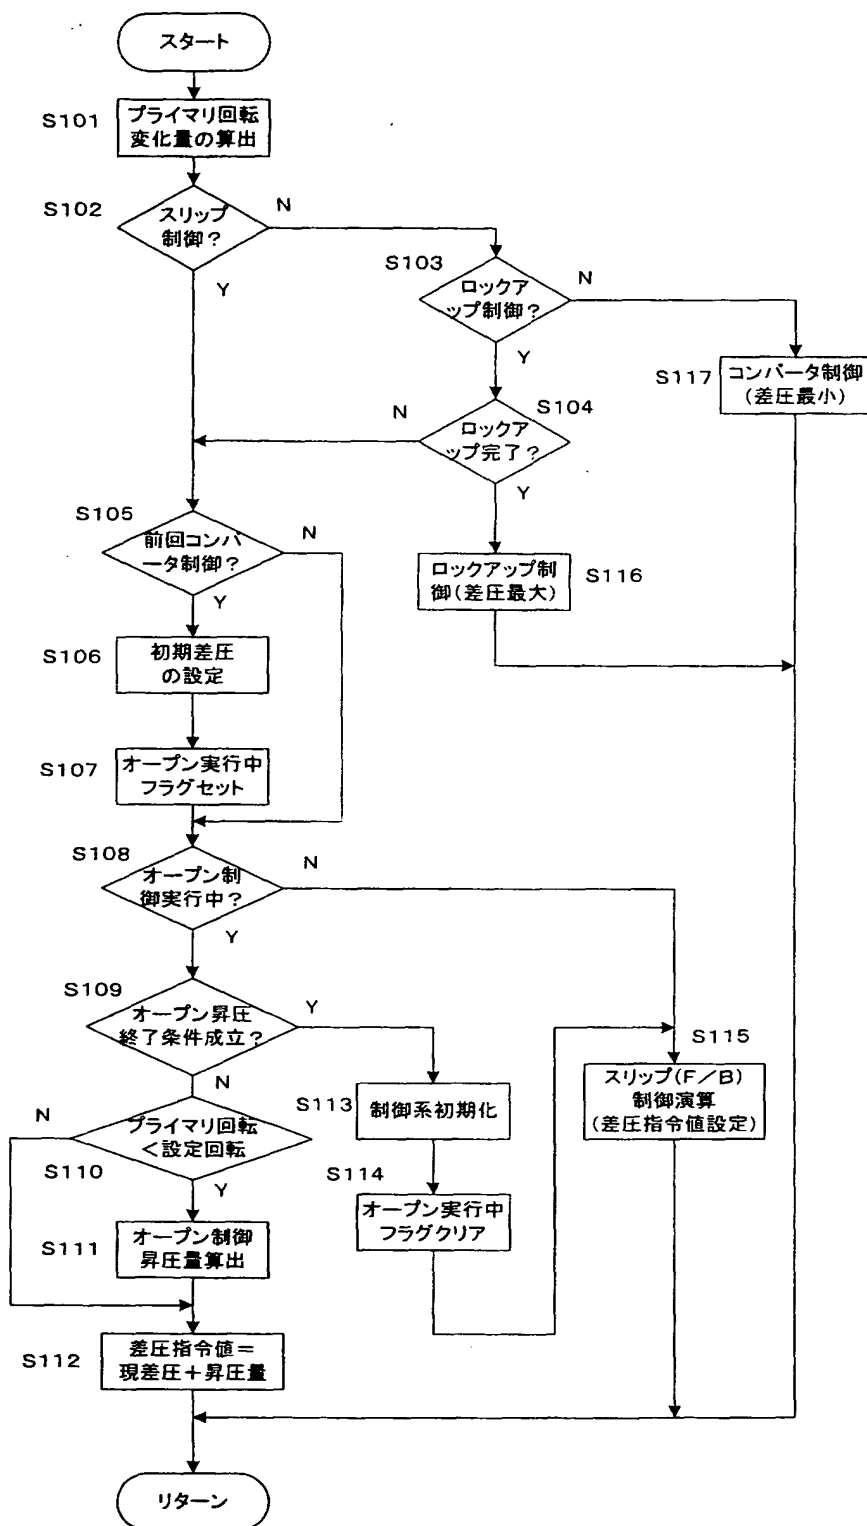 スタート
S101
プライマリ回転
変化量の算出
S102
スリップ
制御?
N
Y
S103
ロックア
ップ制御?
N
Y
S117
コンバータ制御
(差圧最小)
S104
ロックア
ップ完了?
N
Y
S105
前回コンバ
ータ制御?
N
Y
ロックアップ制
御(差圧最大)
S116
S106
初期差圧
の設定
S107
オープン実行中
フラグセット
S108
オープン制
御実行中?
N
Y
S109
オープン昇圧
終了条件成立?
Y
N
S115
スリップ(F/B)
制御演算
(差圧指令値設定)
S113
制御系初期化
N
プライマリ回転
<設定回転
S110
Y
S114
オープン実行中
フラグクリア
S111
オープン制御
昇圧量算出
S112
差圧指令値=
現差圧+昇圧量
リターン